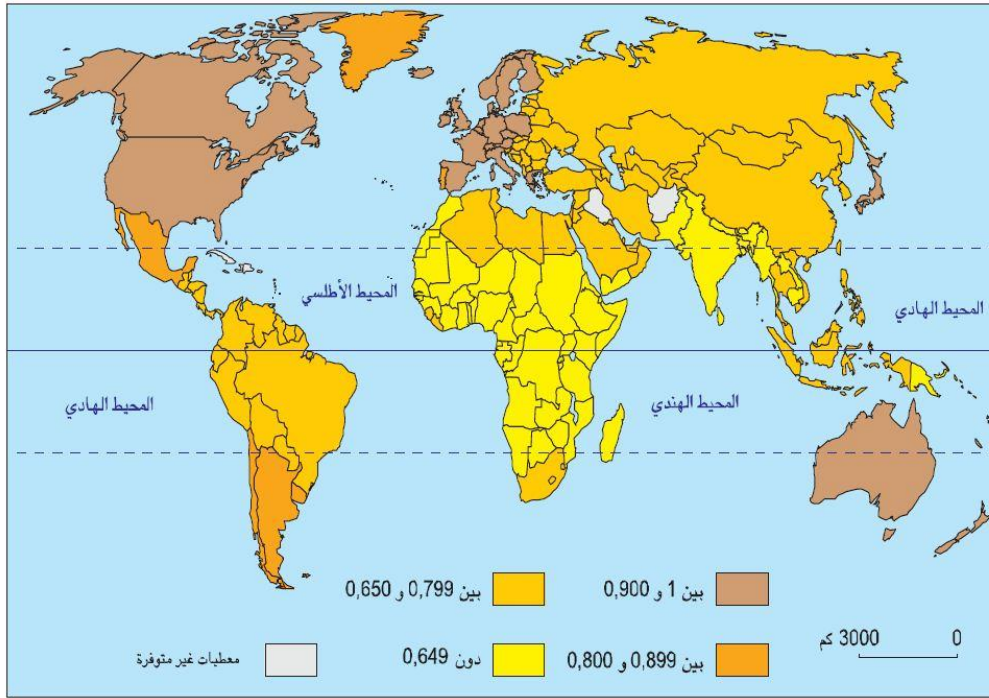 المحيط الأطلسي
المحيط الهادي
المحيط الهادي
المحيط الهندي
بين 1 و 0,900
بين 0,799 و 0,650
بين 0,899 و 0,800
دون 0,649
معطيات غير متوفرة
0 3000 كم